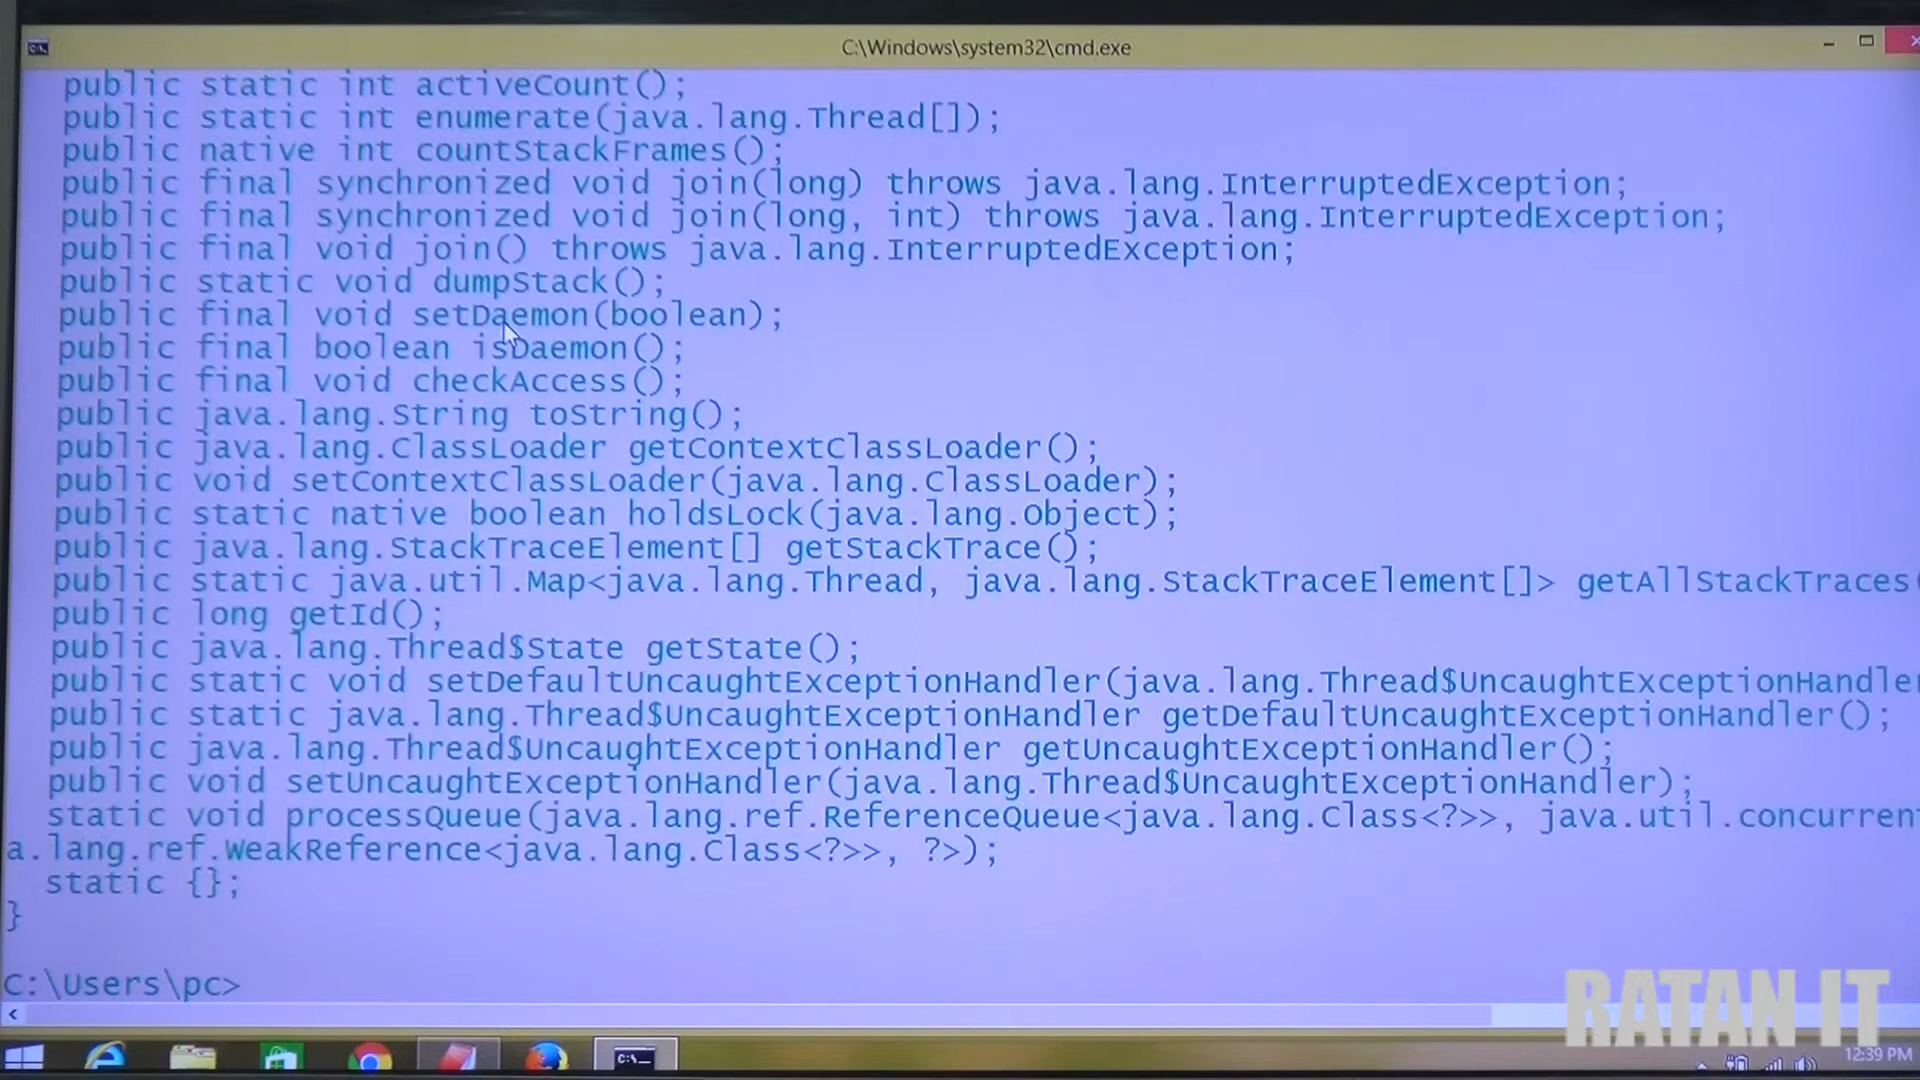 C:\Windows\system32\cmd.exe
public static int activeCount();
public static int enumerate(java.lang.Thread[]);
public native int countStackFrames();
public final synchronized void join(long) throws java.lang.InterruptedException;
public final synchronized void join(long, int) throws java.lang.InterruptedException;
public final void join() throws java.lang.InterruptedException;
public static void dumpStack();
public final void setDaemon(boolean);
public final boolean isDaemon();
public final void checkAccess();
public java.lang.String toString();
public java.lang.ClassLoader getContextClassLoader();
public void setContextClassLoader(java.lang.ClassLoader);
public static native boolean holdsLock(java.lang.Object);
public java.lang.StackTraceElement[] getStackTrace();
public static java.util.Map<java.lang.Thread, java.lang.StackTraceElement[]> getAllStackTraces(
public long getId();
public java.lang.Thread$State getState();
public static void setDefaultUncaughtExceptionHandler(java.lang.Thread$UncaughtExceptionHandler
public static java.lang.Thread$UncaughtExceptionHandler getDefaultUncaughtExceptionHandler();
public java.lang.Thread$UncaughtExceptionHandler getUncaughtExceptionHandler();
public void setUncaughtExceptionHandler(java.lang.Thread$UncaughtExceptionHandler);
static void processQueue(java.lang.ref.ReferenceQueue<java.lang.Class<?>>, java.util.concurren
a.lang.ref.WeakReference<java.lang.Class<?>>, ?>);
static {};
}
C:\Users\pc>
RATAN IT
12:39 PM